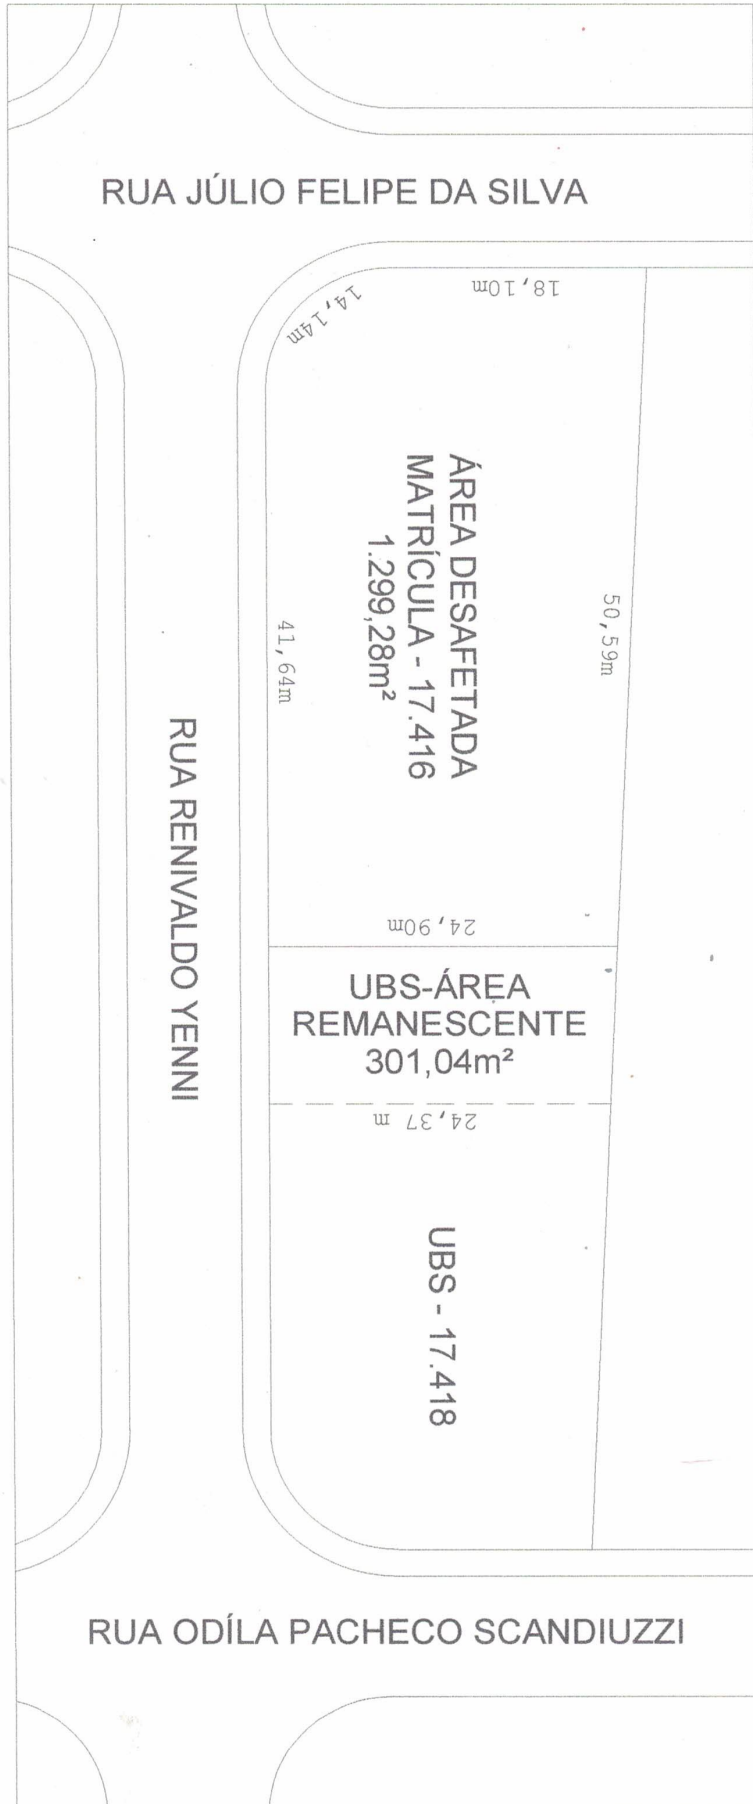 RUA JÚLIO FELIPE DA SILVA
18,10m
14,14m
ÁREA DESAFETADA
MATRÍCULA - 17.416
1.299,28m²
50,59m
41,64m
RUA RENIVALDO YENNI
24,90m
UBS-ÁREA
REMANESCENTE
301,04m²
24,37 m
UBS - 17.418
RUA ODÍLA PACHECO SCANDIUZZI